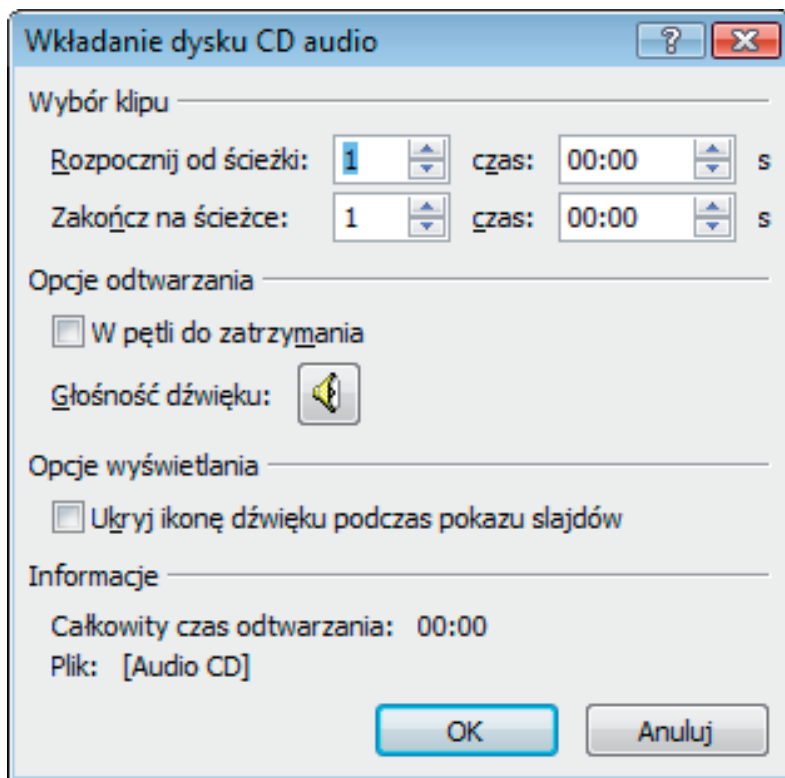 Wkładanie dysku CD audio
Wybór klipu
Rozpocznij od ścieżki: 1 czas: 00:00 s
Zakończ na ścieżce: 1 czas: 00:00 s
Opcje odtwarzania
W pętli do zatrzymania
Głośność dźwięku:
Opcje wyświetlania
Ukryj ikonę dźwięku podczas pokazu slajdów
Informacje
Całkowity czas odtwarzania: 00:00
Plik: [Audio CD]
OK Anuluj